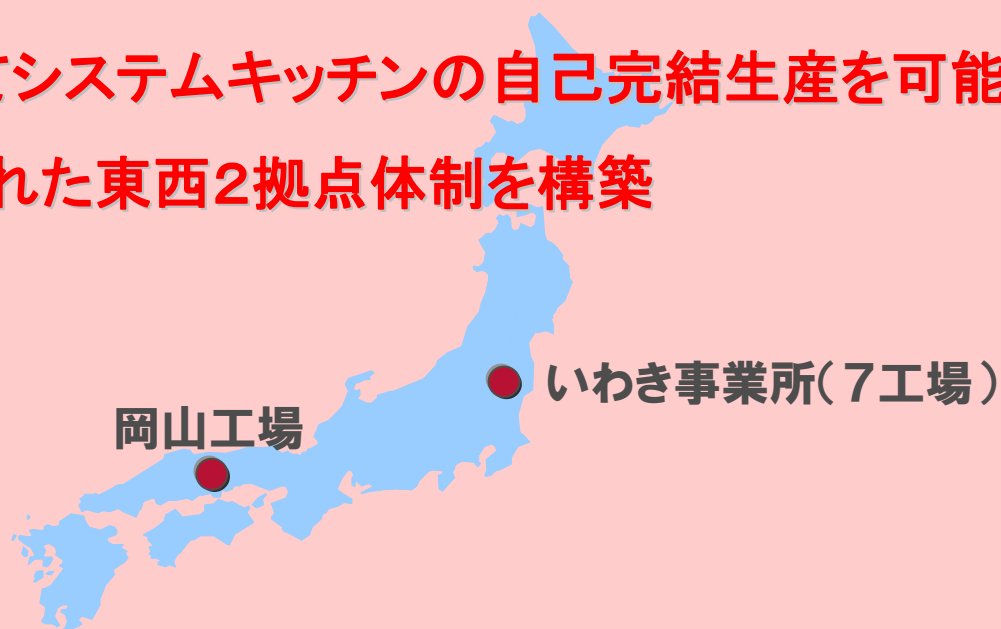 てシステムキッチンの自己完結生産を可能
れた東西２拠点体制を構築
いわき事業所（７工場）
岡山工場